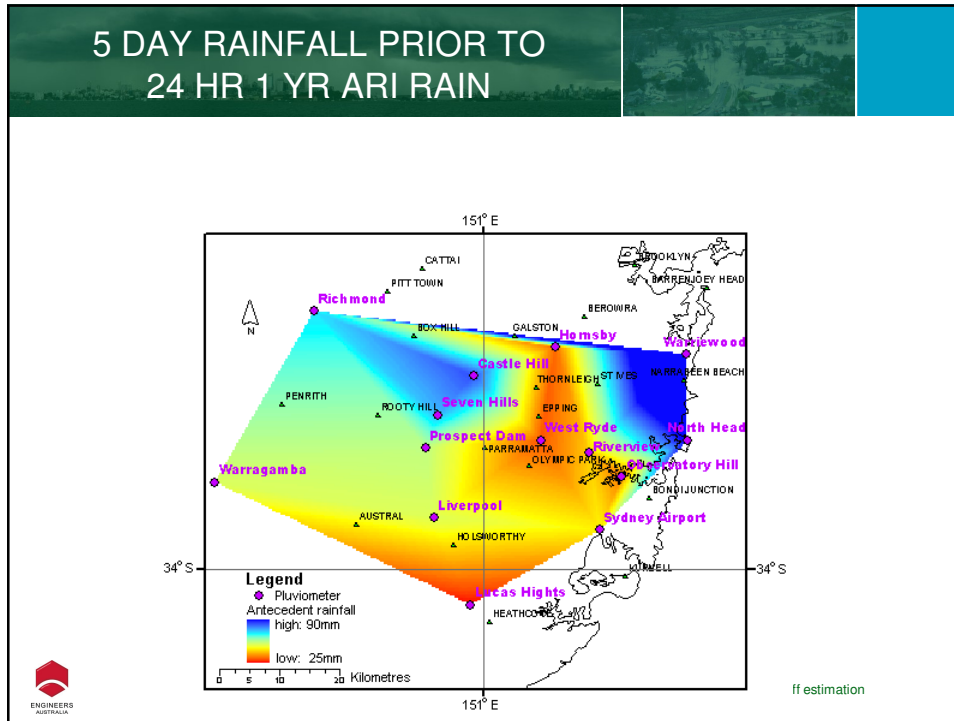 5 DAY RAINFALL PRIOR TO
24 HR 1 YR ARI RAIN
151° E
CATTAI
BROOKLYN
PITT TOWN
BARRENJOEY HEAD
Richmond
BEROWRA
N
BOX HILL
GALSTON
Hornsby
Warriewood
Castle Hill
THORNLEIGH
ST IVES
NARRABEEN BEACH
PENRITH
ROOTY HILL
Seven Hills
EPPING
Prospect Dam
West Ryde
North Head
PARRAMATTA
Riverview
OLYMPIC PARK
Observatory Hill
Warragamba
BONDI JUNCTION
Liverpool
AUSTRAL
Sydney Airport
HOLSWORTHY
34° S
34° S
KURNELL
Legend
Pluviometer
Lucas Hights
Antecedent rainfall
HEATHCOTE
high: 90mm
low: 25mm
0 5 10 20 Kilometres
151° E
ENGINEERS
AUSTRALIA
ff estimation